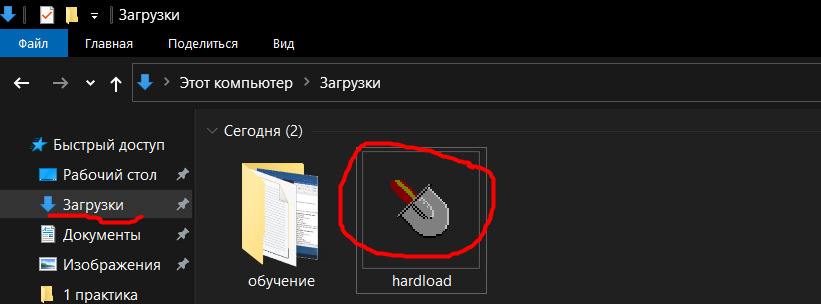 Загрузки
Файл Главная Поделиться Вид
Этот компьютер Загрузки
Быстрый доступ
Рабочий стол
Загрузки
Документы
Изображения
1 практика
Сегодня (2)
обучение hardload